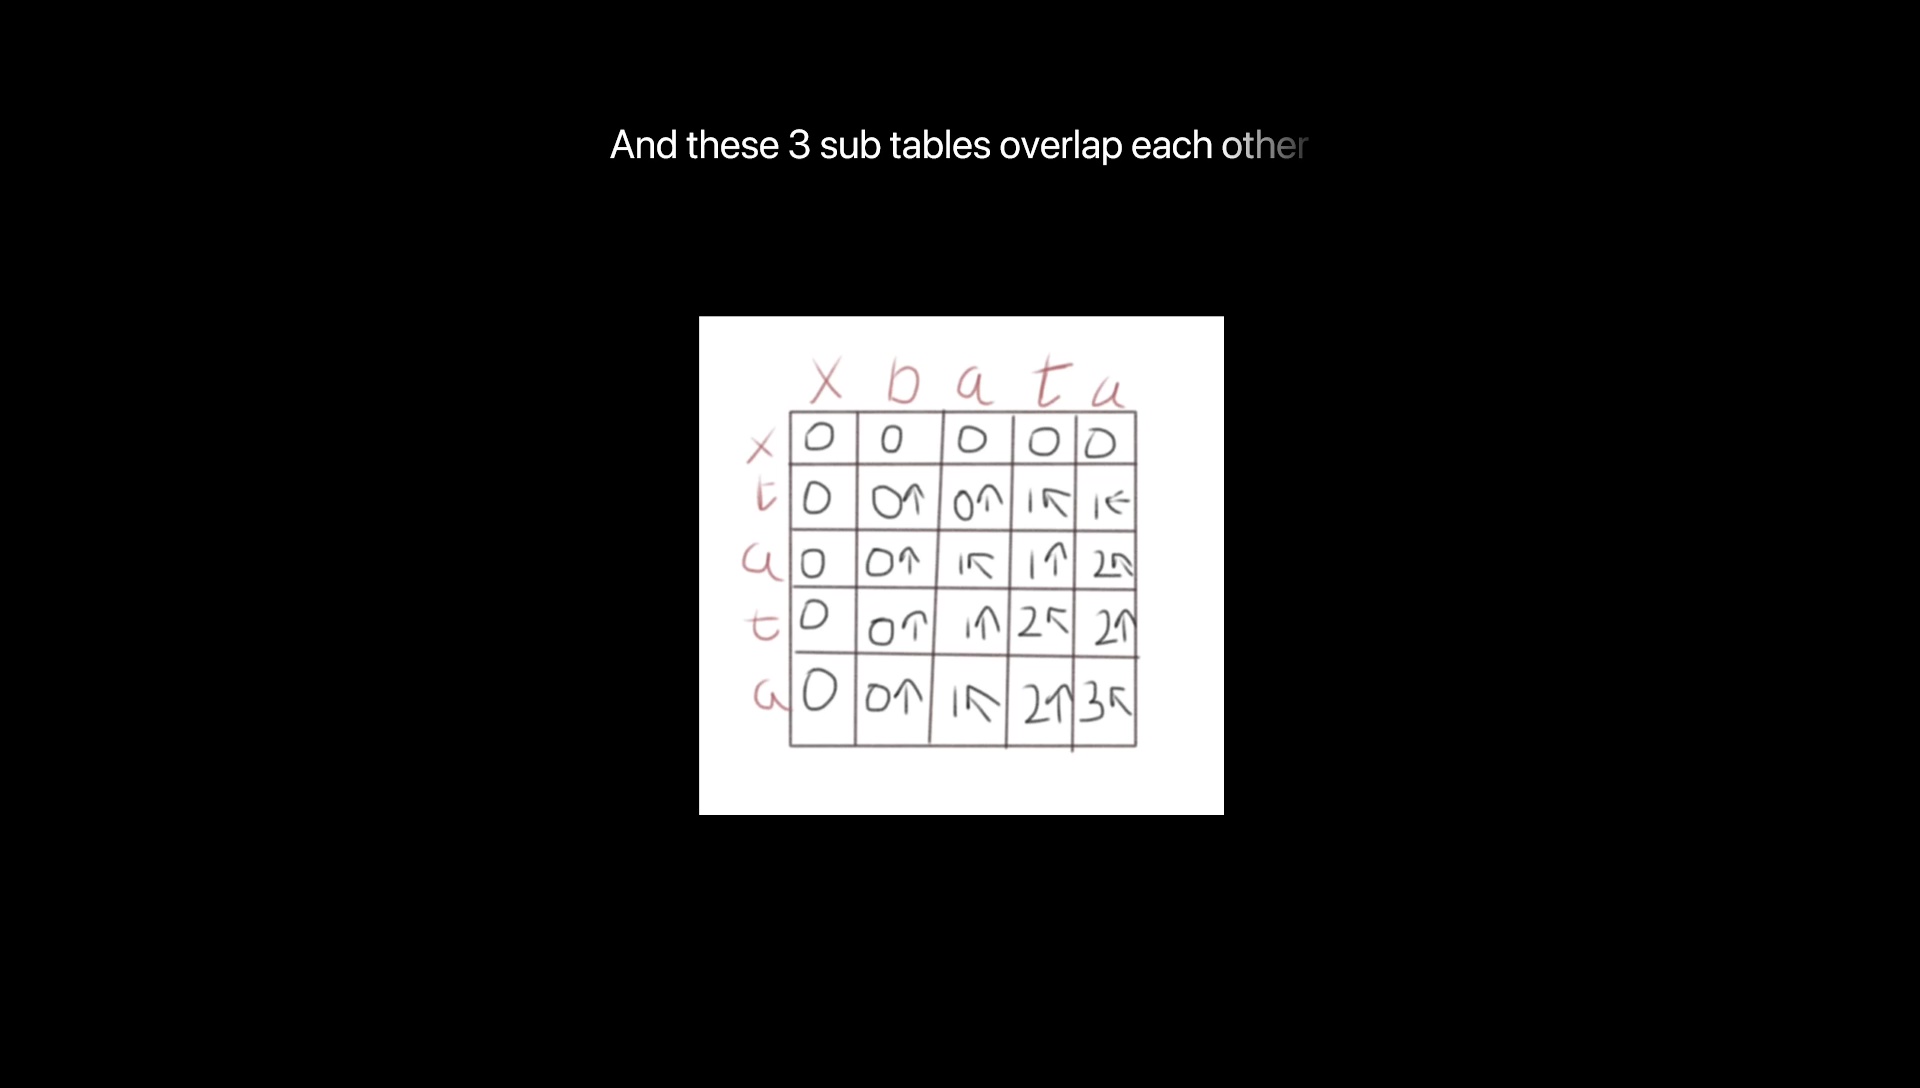 And these 3 sub tables overlap each other
x b a t a
x 0 0 0 0 0
t 0 0↑ 0↑ 1↖ 1←
a 0 0↑ 1↖ 1↑ 2↖
t 0 0↑ 1↑ 2↖ 2↑
a 0 0↑ 1↖ 2↑ 3↖